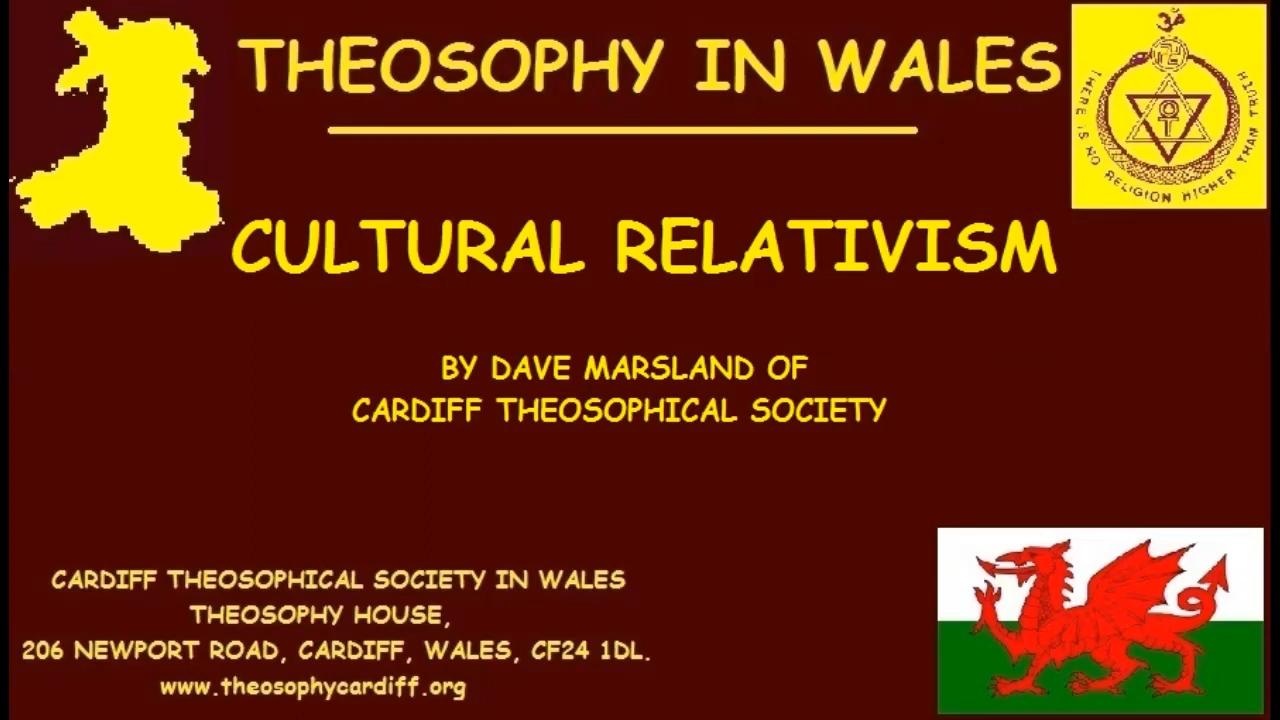 THEOSOPHY IN WALES
ॐ
THERE IS NO RELIGION HIGHER THAN TRUTH
CULTURAL RELATIVISM
BY DAVE MARSLAND OF
CARDIFF THEOSOPHICAL SOCIETY
CARDIFF THEOSOPHICAL SOCIETY IN WALES
THEOSOPHY HOUSE,
206 NEWPORT ROAD, CARDIFF, WALES, CF24 1DL.
www.theosophycardiff.org